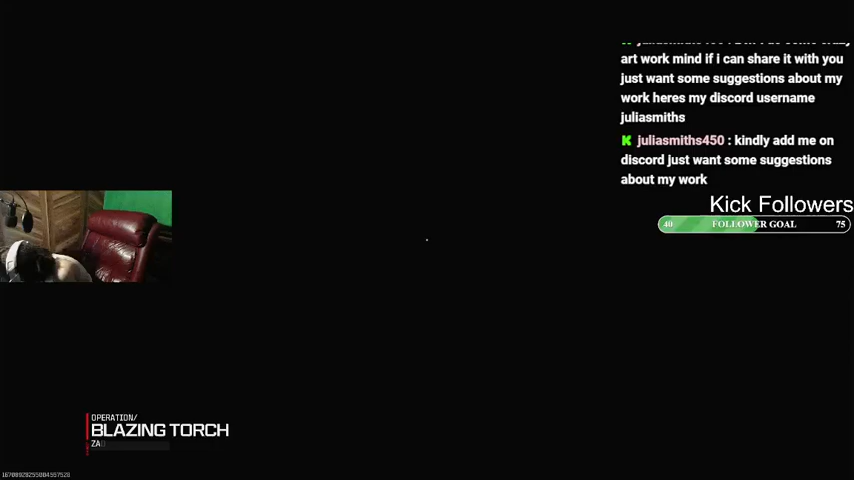 art work mind if i can share it with you
just want some suggestions about my
work heres my discord username
juliasmiths
juliasmiths450 : kindly add me on
discord just want some suggestions
about my work
Kick Followers
40 FOLLOWER GOAL 75
OPERATION/
BLAZING TORCH
ZA